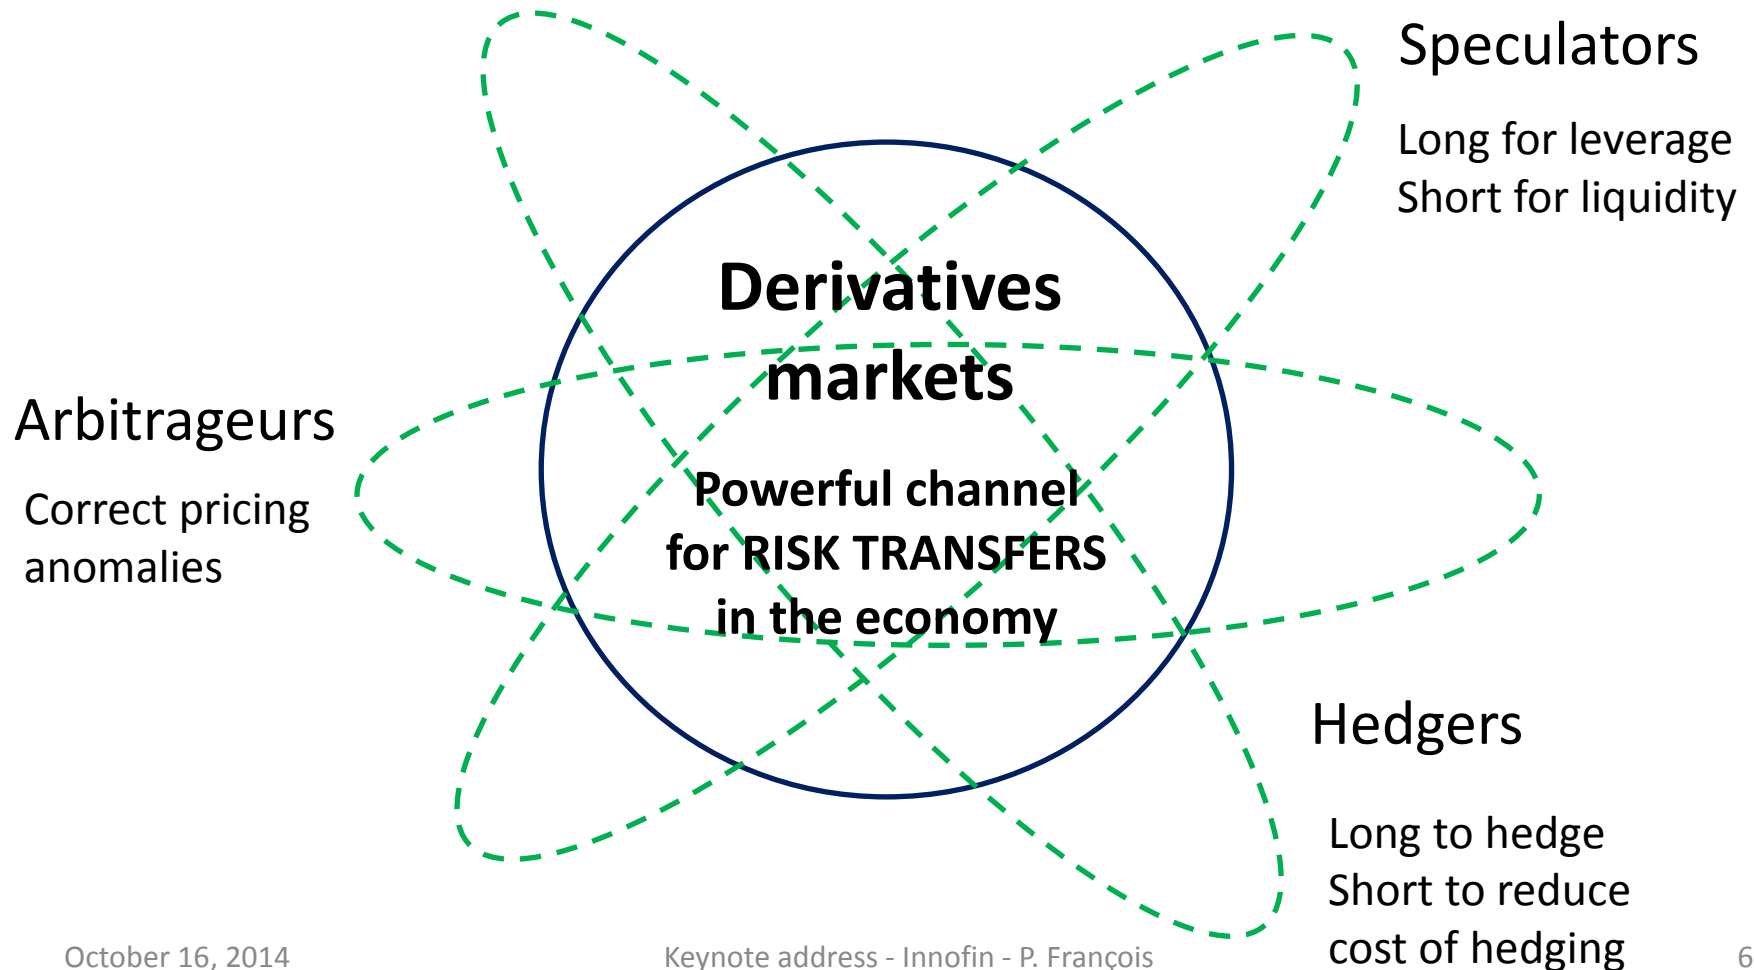 Speculators
Long for leverage
Short for liquidity
Derivatives
markets
Powerful channel
for RISK TRANSFERS
in the economy
Arbitrageurs
Correct pricing
anomalies
Hedgers
Long to hedge
Short to reduce
cost of hedging
October 16, 2014
Keynote address - Innofin - P. François
6